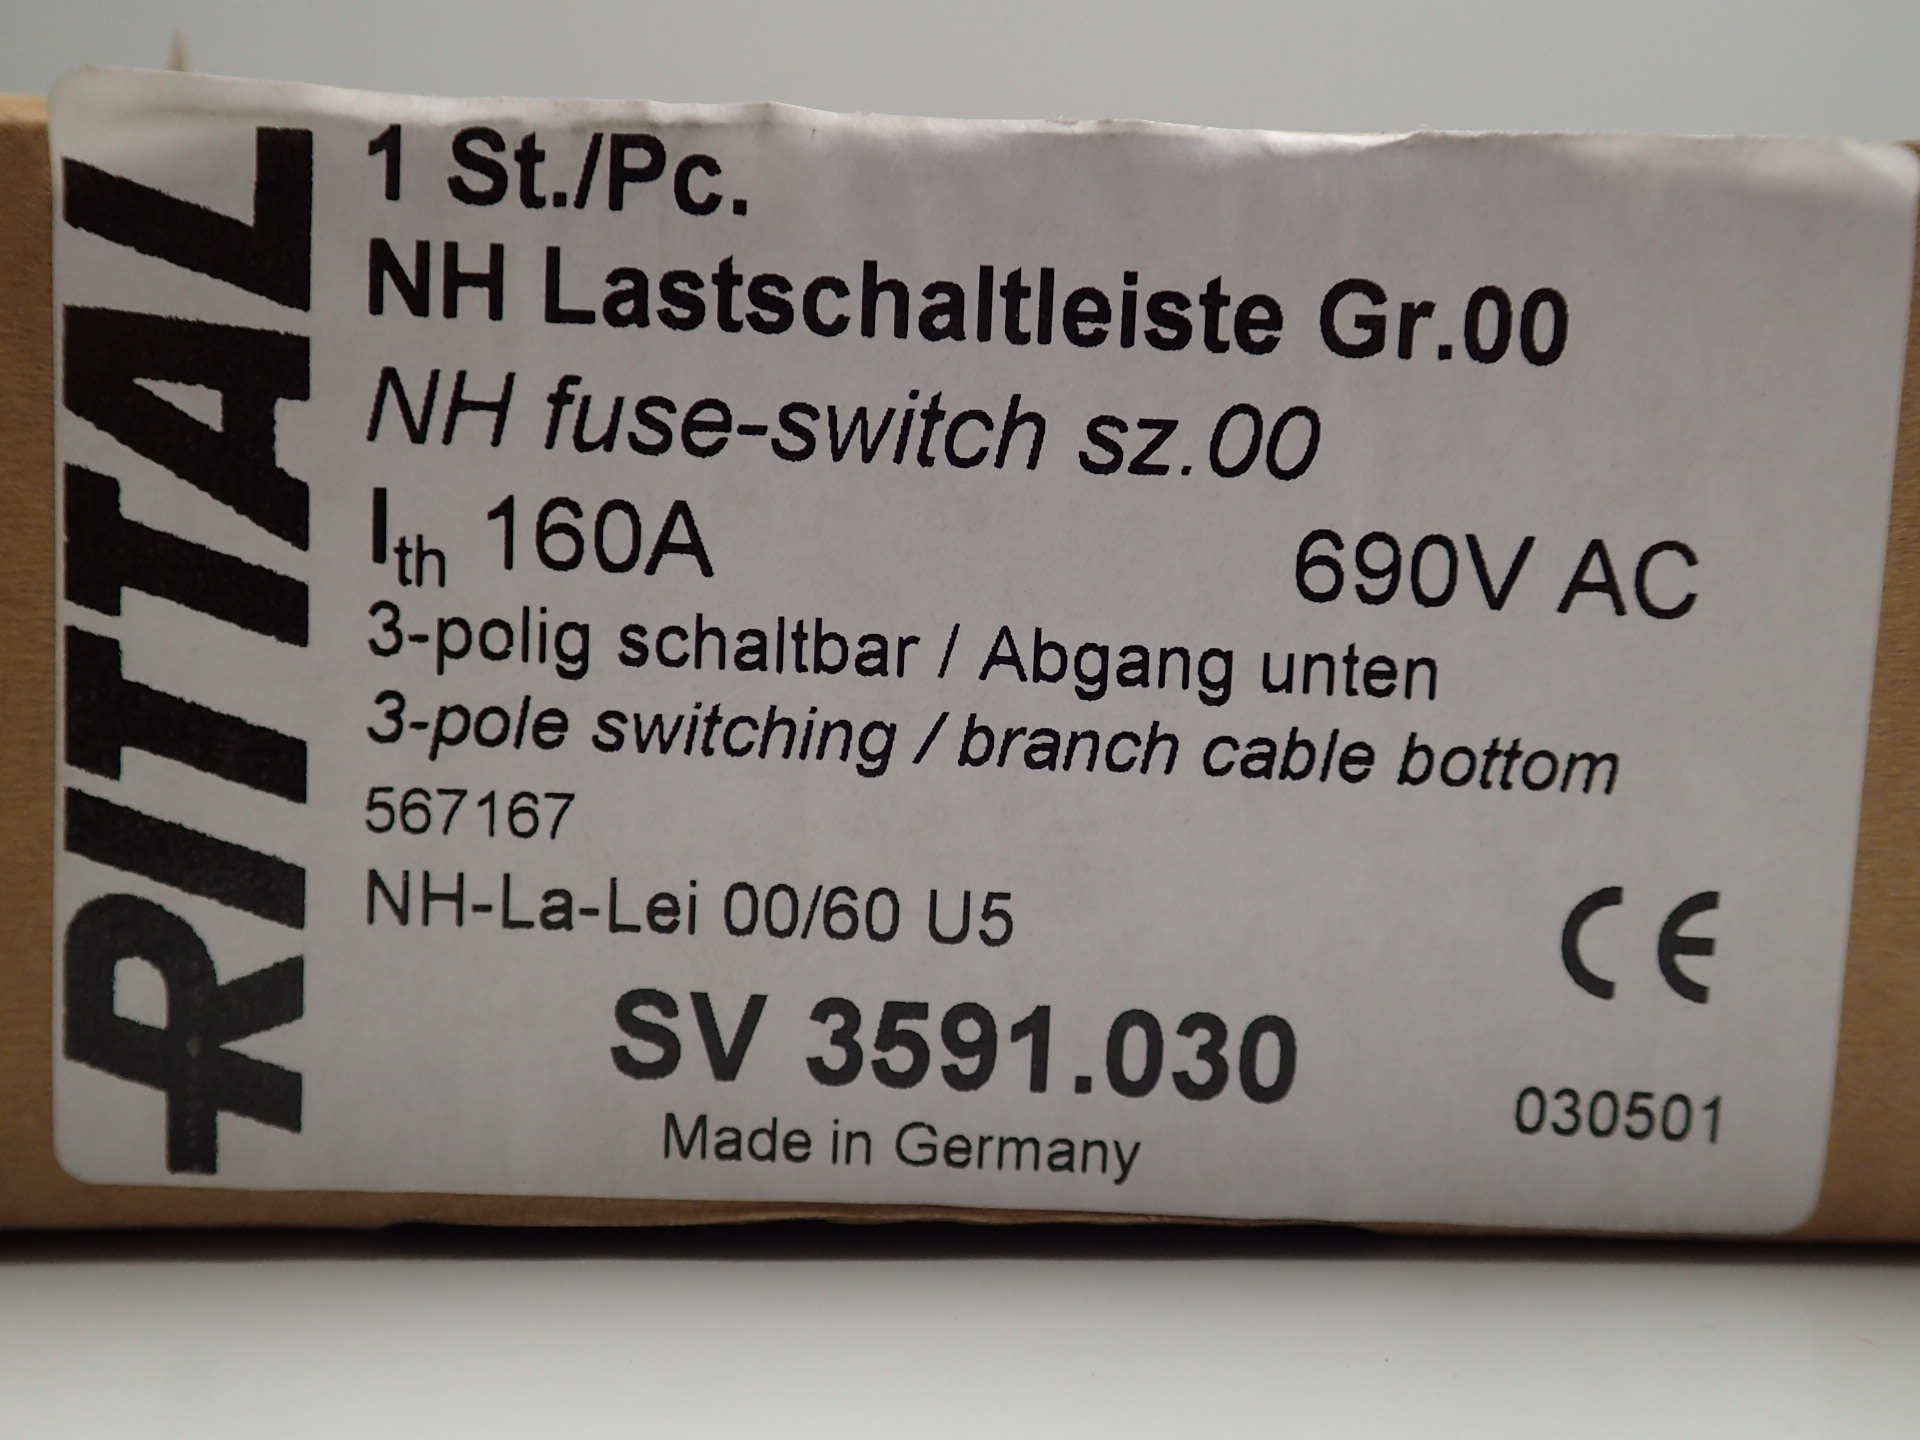 RITTAL
1 St./Pc.
NH Lastschaltleiste Gr.00
NH fuse-switch sz.00
Ith 160A 690V AC
3-polig schaltbar / Abgang unten
3-pole switching / branch cable bottom
567167
NH-La-Lei 00/60 U5
CE
SV 3591.030
030501
Made in Germany